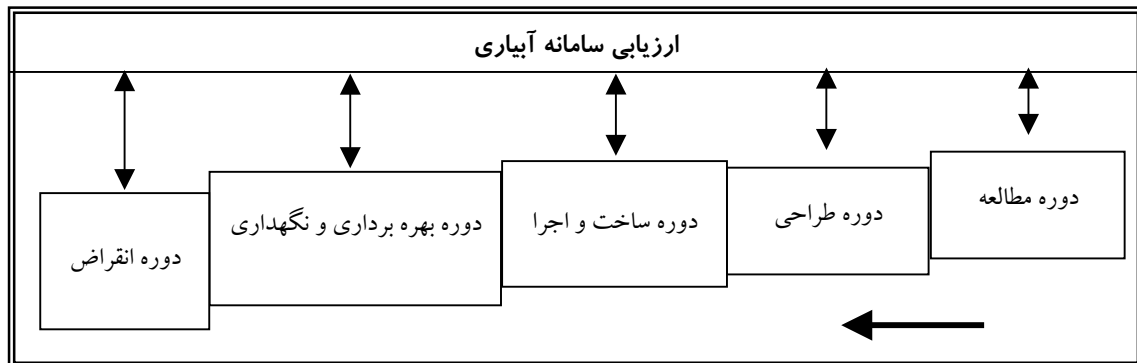 ارزیابی سامانه آبیاری
دوره مطالعه
دوره طراحی
دوره ساخت و اجرا
دوره بهره برداری و نگهداری
دوره انقراض